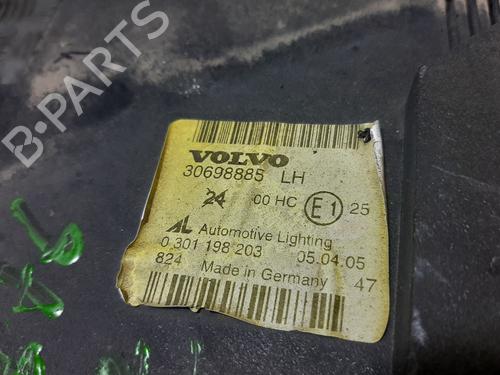 B-PARTS
VOLVO
30698885 LH
24 00 HC E1 25
AL Automotive Lighting
0 301 198 203 05.04.05
824 Made in Germany 47